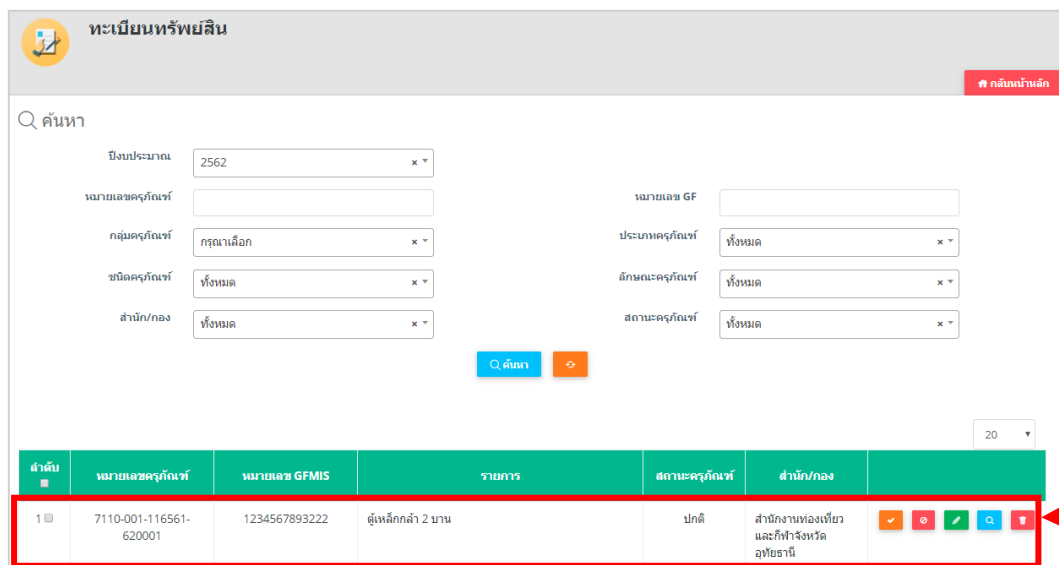 ทะเบียนทรัพย์สิน
กลับหน้าหลัก
ค้นหา
ปีงบประมาณ 2562
หมายเลขครุภัณฑ์ หมายเลข GF
กลุ่มครุภัณฑ์ กรุณาเลือก ประเภทครุภัณฑ์ ทั้งหมด
ชนิดครุภัณฑ์ ทั้งหมด ลักษณะครุภัณฑ์ ทั้งหมด
สำนัก/กอง ทั้งหมด สถานะครุภัณฑ์ ทั้งหมด
ค้นหา
20
ลำดับ หมายเลขครุภัณฑ์ หมายเลข GFMIS รายการ สถานะครุภัณฑ์ สำนัก/กอง
1 7110-001-116561- 1234567893222 ตู้เหล็กกล้า 2 บาน ปกติ สำนักงานท่องเที่ยว
620001 และกีฬาจังหวัด
อุทัยธานี